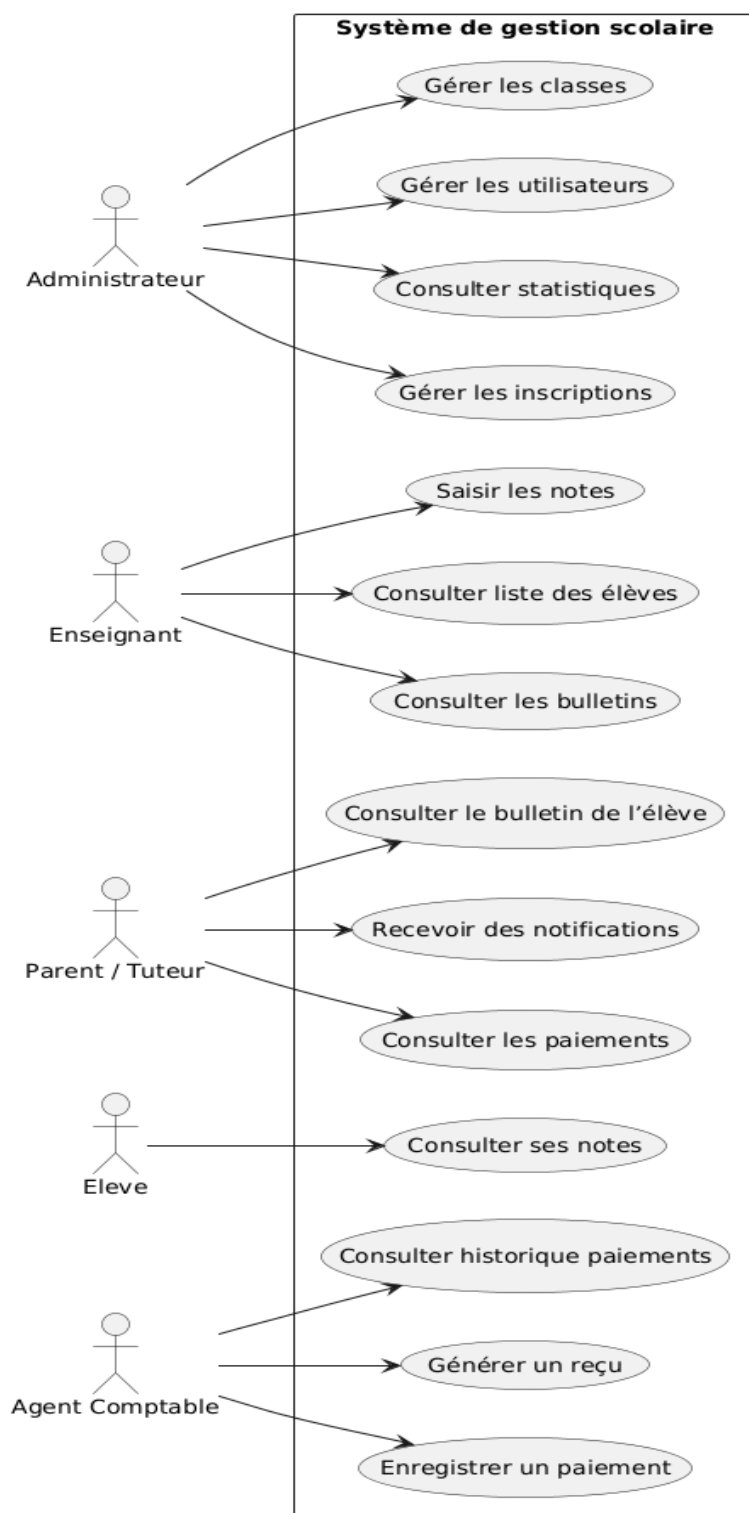 Système de gestion scolaire
Gérer les classes
Gérer les utilisateurs
Administrateur
Consulter statistiques
Gérer les inscriptions
Saisir les notes
Consulter liste des élèves
Enseignant
Consulter les bulletins
Consulter le bulletin de l’élève
Recevoir des notifications
Parent / Tuteur
Consulter les paiements
Consulter ses notes
Eleve
Consulter historique paiements
Générer un reçu
Agent Comptable
Enregistrer un paiement